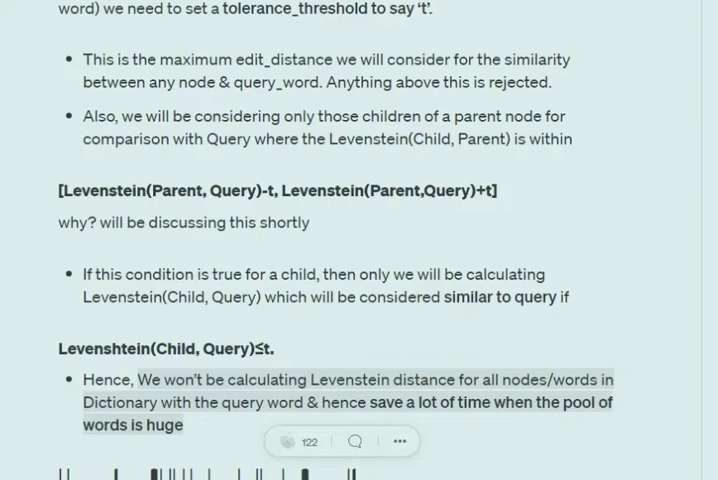 word) we need to set a tolerance_threshold to say ‘t’.
This is the maximum edit_distance we will consider for the similarity
between any node & query_word. Anything above this is rejected.
Also, we will be considering only those children of a parent node for
comparison with Query where the Levenstein(Child, Parent) is within
[Levenstein(Parent, Query)-t, Levenstein(Parent,Query)+t]
why? will be discussing this shortly
If this condition is true for a child, then only we will be calculating
Levenstein(Child, Query) which will be considered similar to query if
Levenshtein(Child, Query)≤t.
Hence, We won’t be calculating Levenstein distance for all nodes/words in
Dictionary with the query word & hence save a lot of time when the pool of
words is huge
122